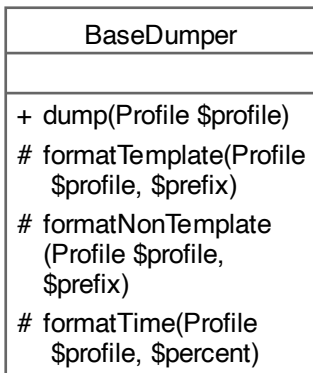 BaseDumper
+ dump(Profile $profile)
# formatTemplate(Profile
$profile, $prefix)
# formatNonTemplate
(Profile $profile,
$prefix)
# formatTime(Profile
$profile, $percent)